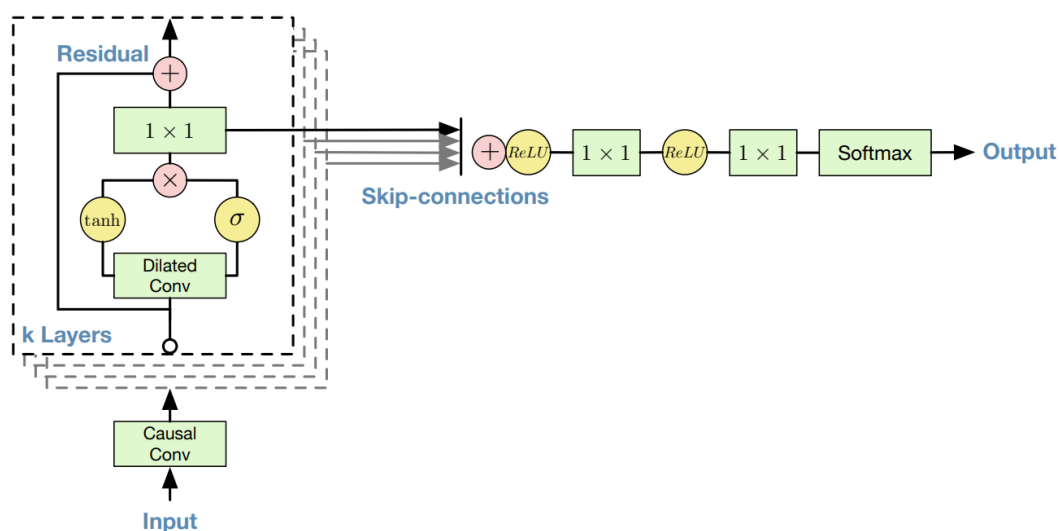 Residual
+
1 × 1
×
tanh
σ
Dilated
Conv
k Layers
Causal
Conv
Input
Skip-connections
+
ReLU
1 × 1
ReLU
1 × 1
Softmax
Output